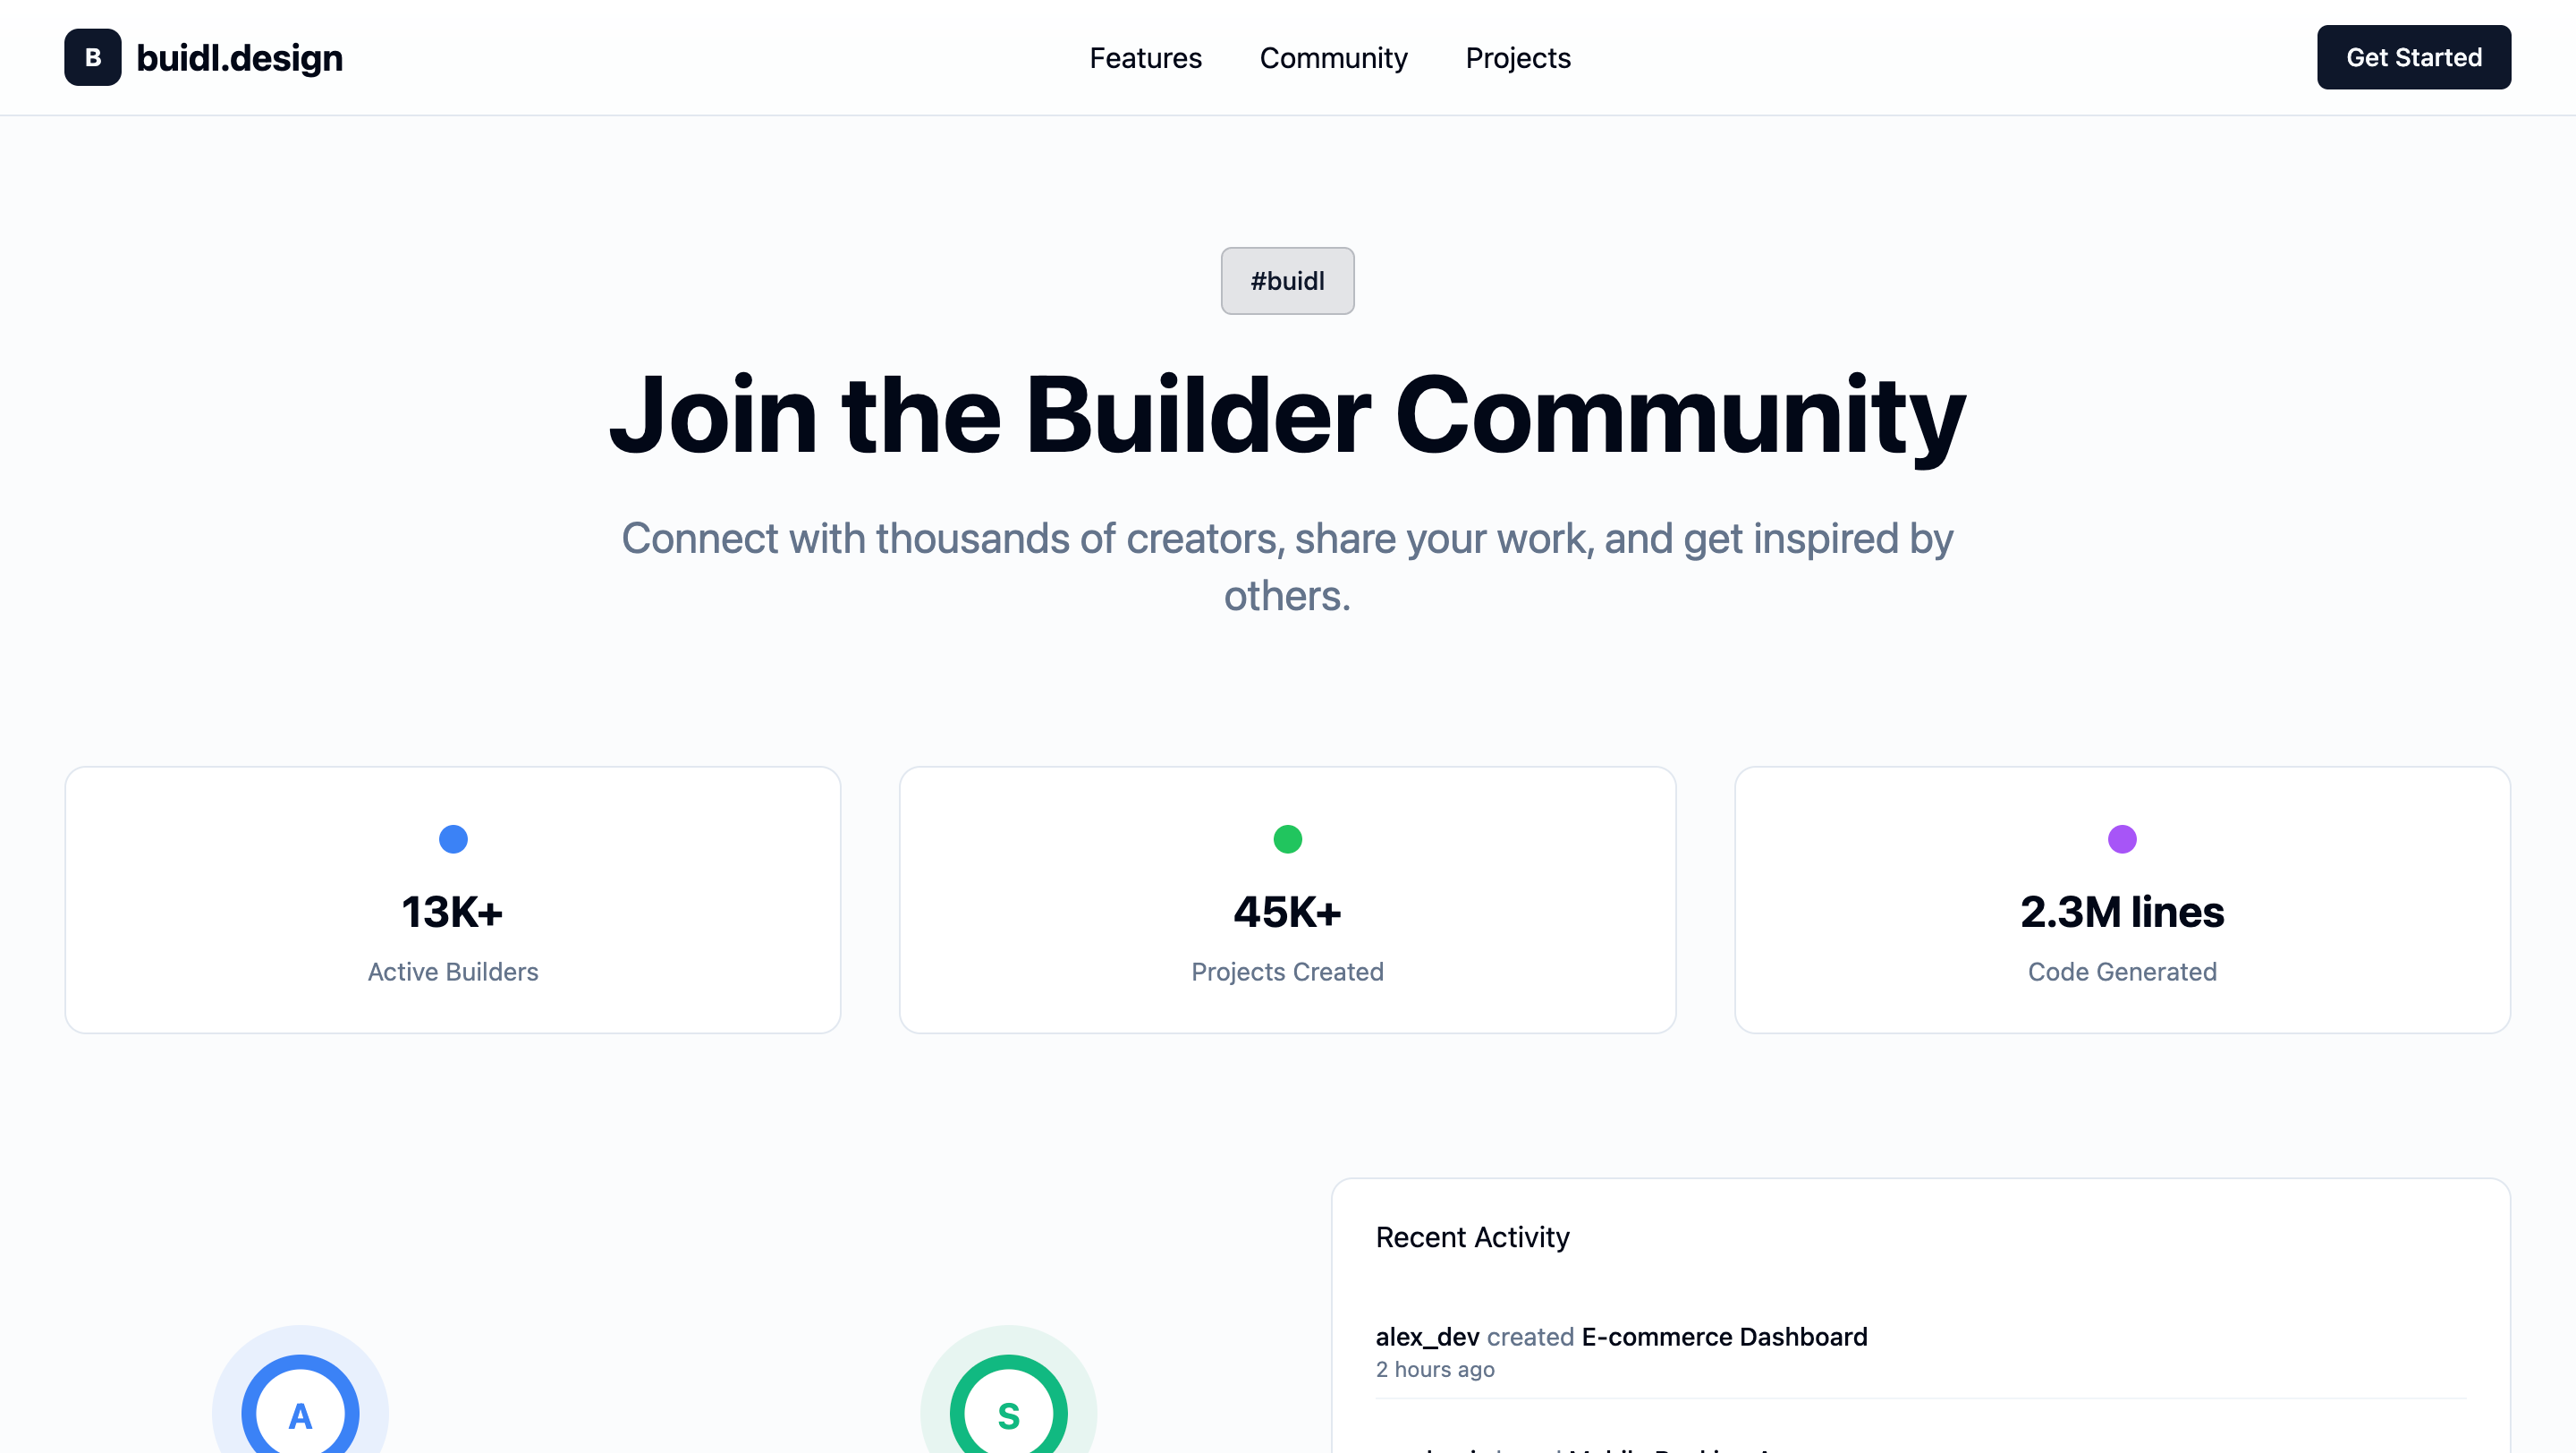 B buidl.design
Features Community Projects
Get Started
#buidl
Join the Builder Community
Connect with thousands of creators, share your work, and get inspired by
others.
13K+
Active Builders
45K+
Projects Created
2.3M lines
Code Generated
A
S
Recent Activity
alex_dev created E-commerce Dashboard
2 hours ago